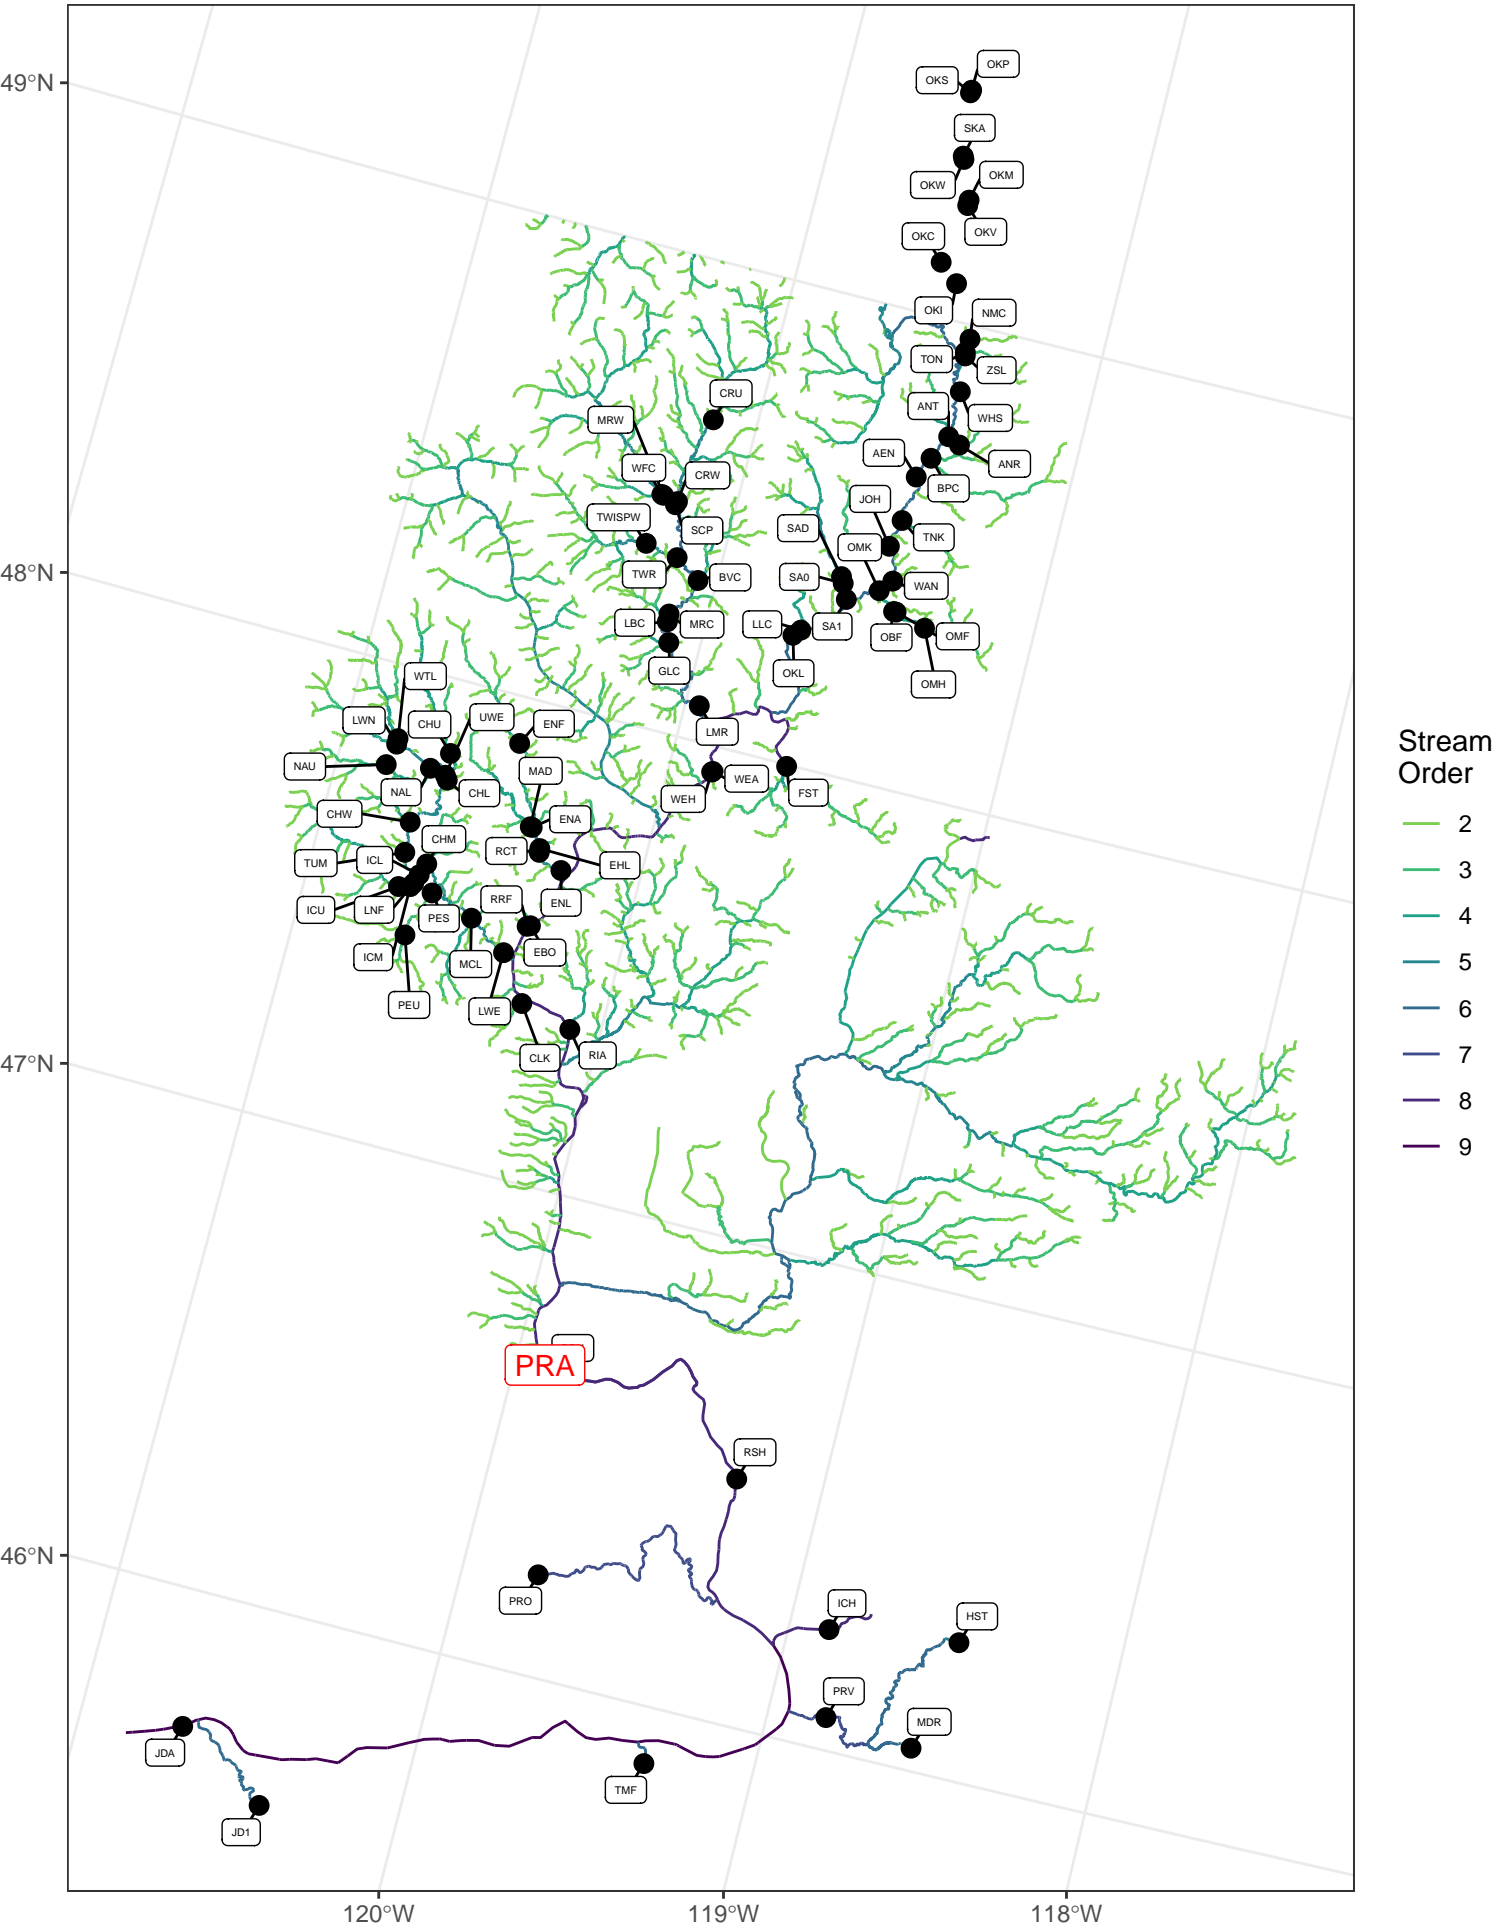 49°N
48°N
47°N
46°N
120°W
119°W
118°W
OKP
OKS
SKA
OKM
OKW
OKV
OKC
OKI
NMC
TON
ZSL
CRU
ANT
WHS
MRW
AEN
ANR
WFC
CRW
BPC
JOH
TWISPW
SCP
SAD
TNK
OMK
TWR
BVC
SA0
WAN
LBC
MRC
LLC
SA1
OBF
OMF
GLC
OKL
OMH
WTL
LWN
CHU
UWE
ENF
LMR
NAU
MAD
WEA
NAL
CHL
WEH
FST
CHW
ENA
CHM
RCT
TUM
ICL
EHL
RRF
ENL
ICU
LNF
PES
EBO
ICM
MCL
PEU
LWE
CLK
RIA
PRA
RSH
PRO
ICH
HST
PRV
MDR
JDA
TMF
JD1
Stream
Order
2
3
4
5
6
7
8
9